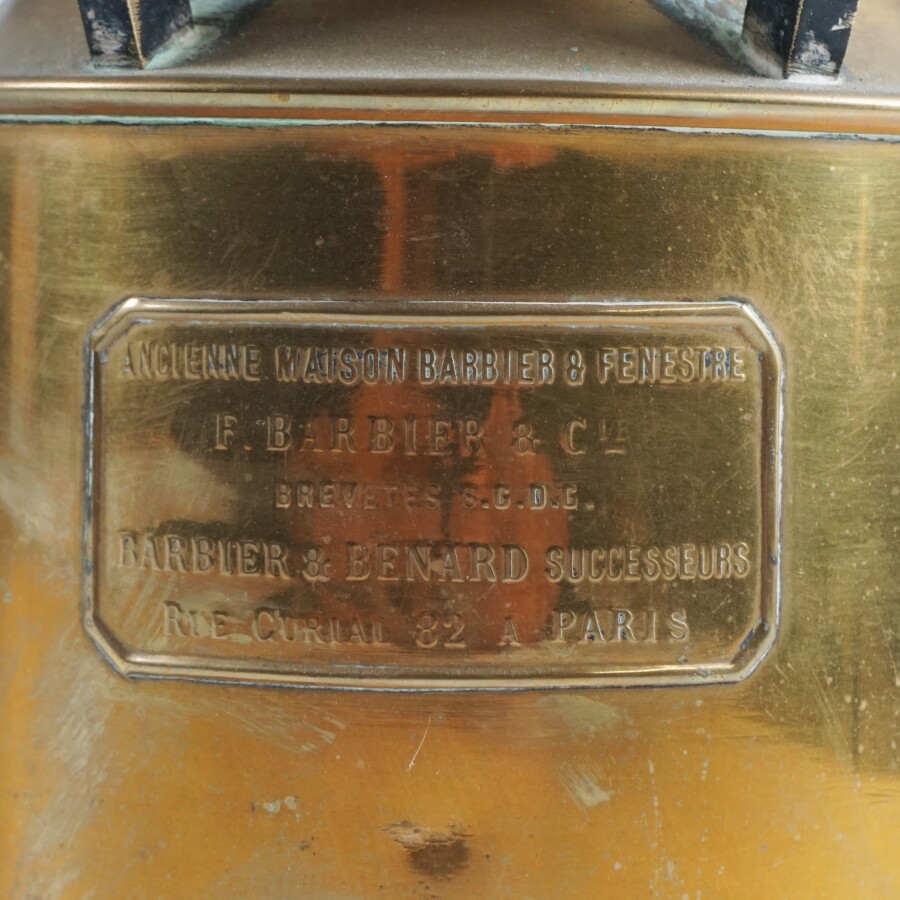 ANCIENNE MAISON BARBIER & FENESTRE
F. BARBIER & CIE
BREVETES S.G.D.G.
BARBIER & BENARD SUCCESSEURS
RUE CURIAL 82 A PARIS